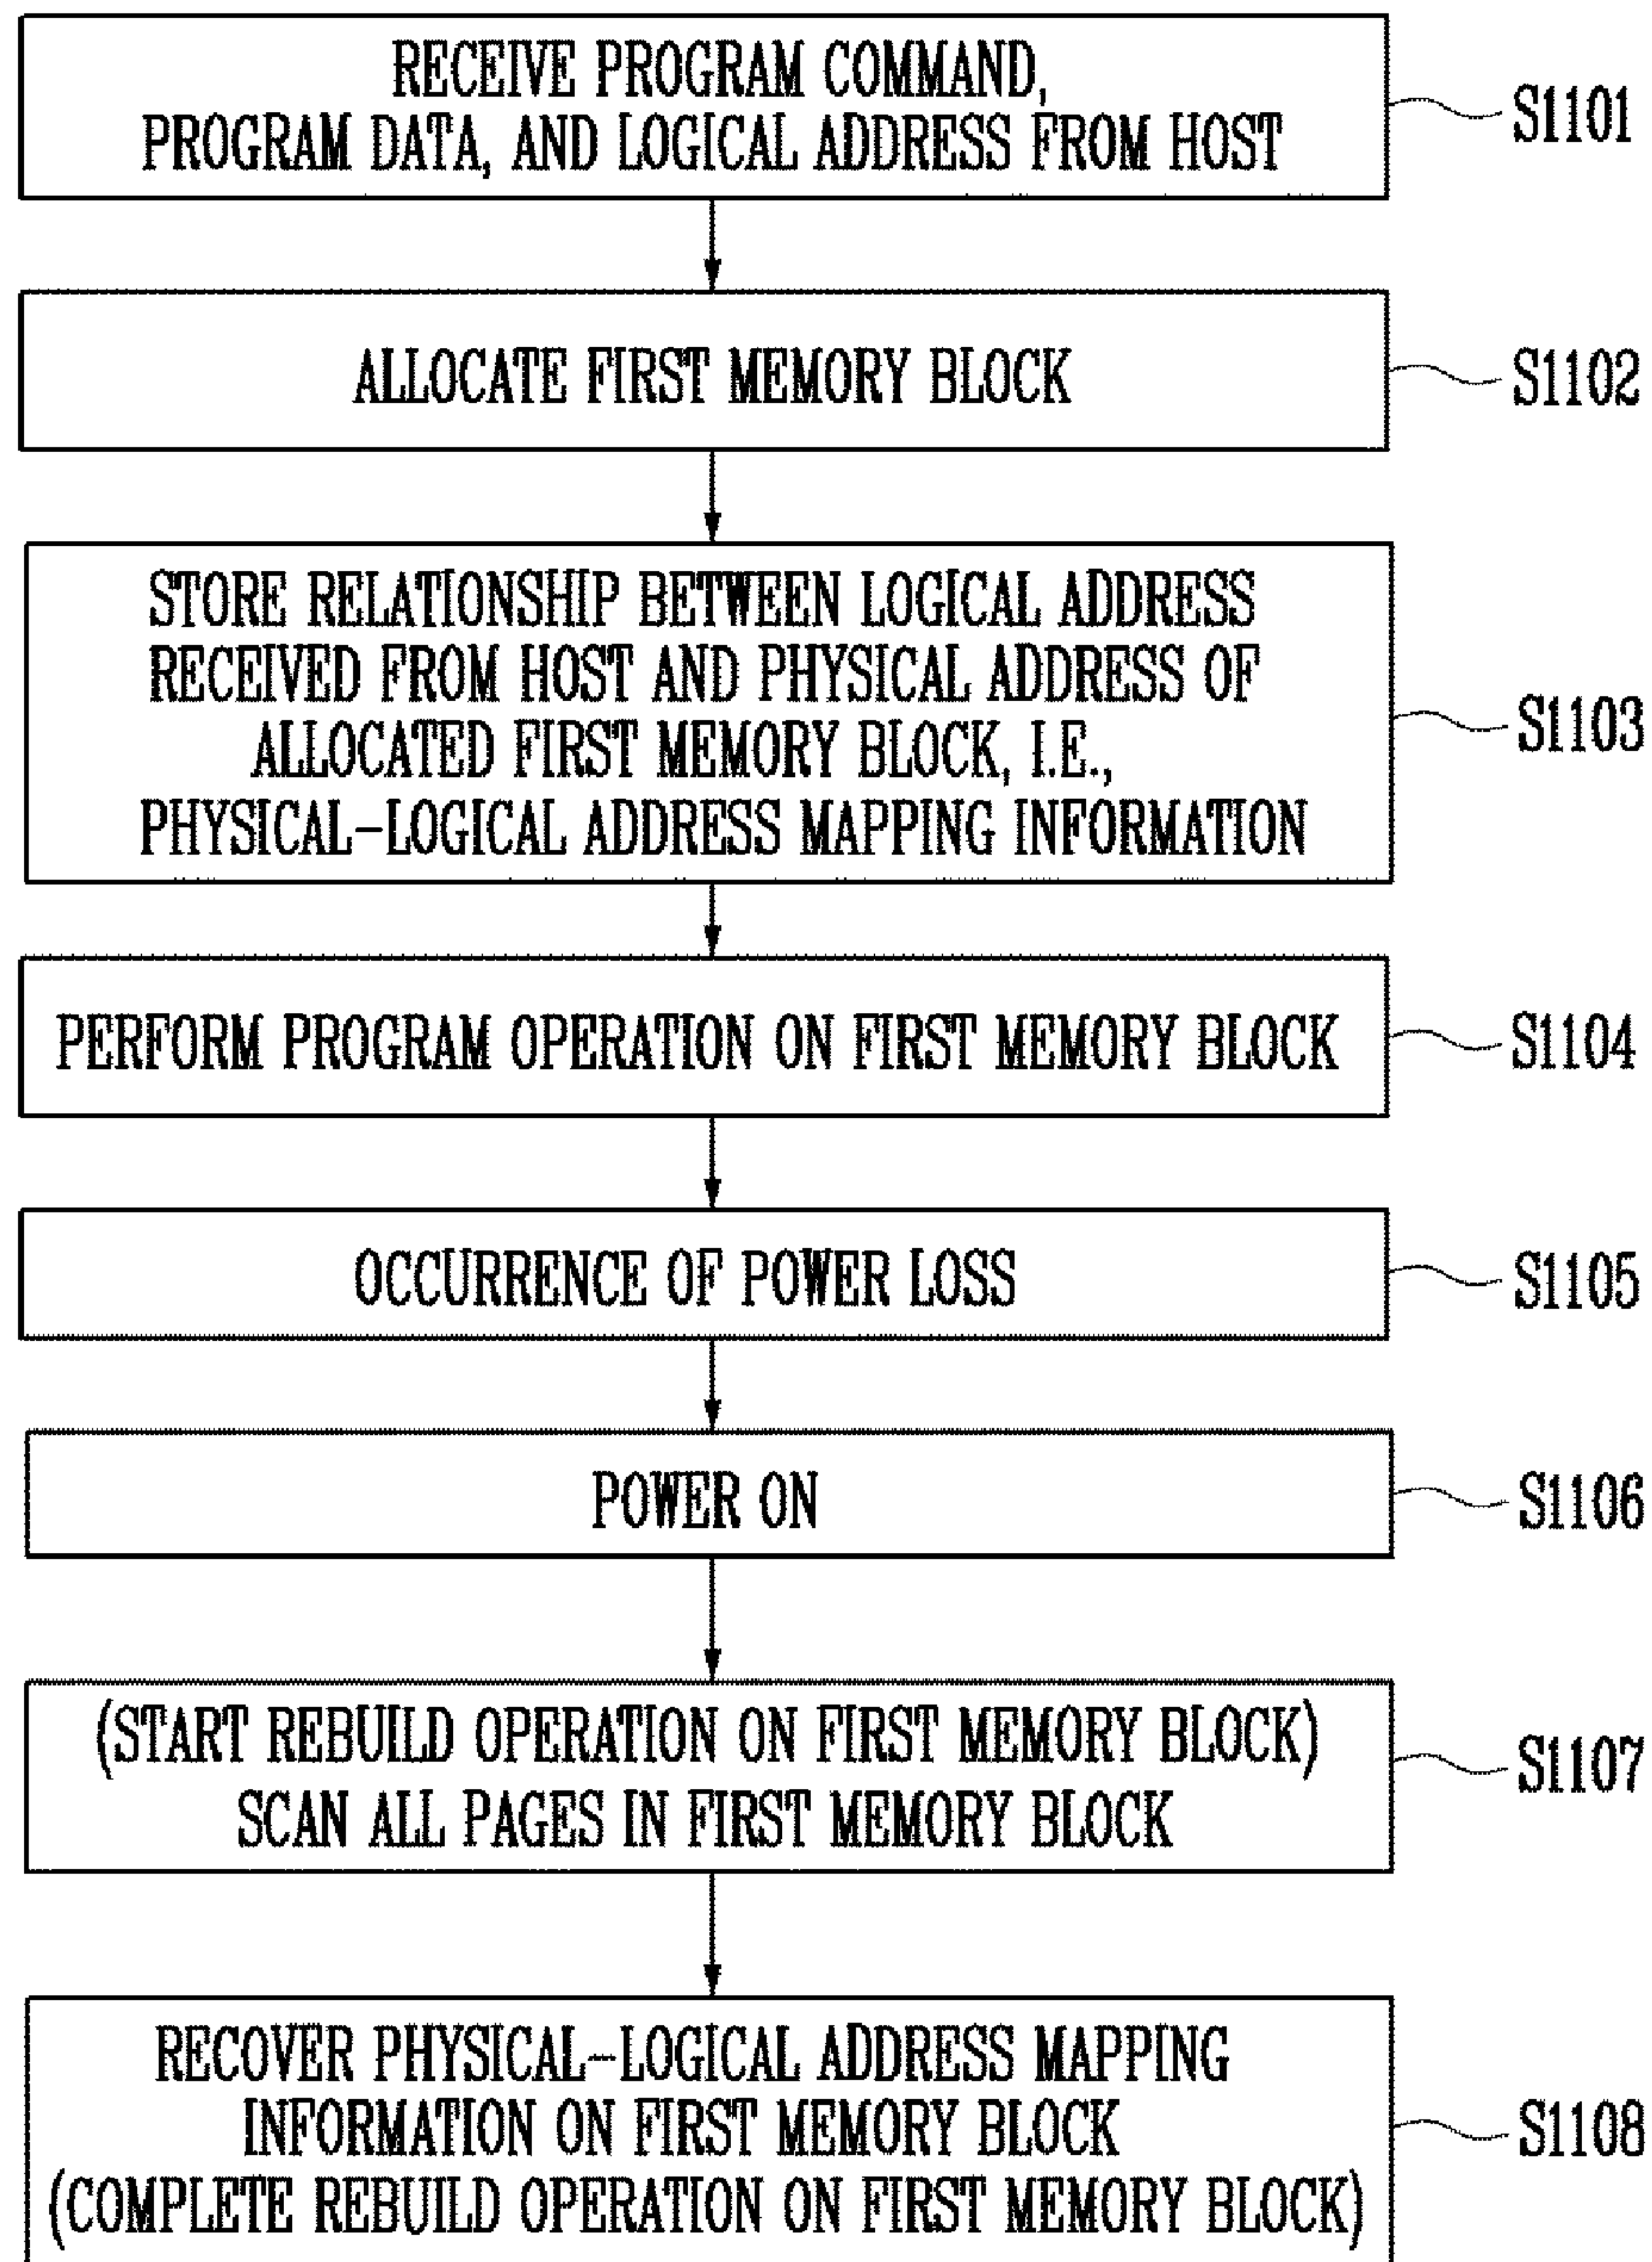 RECEIVE PROGRAM COMMAND,
PROGRAM DATA, AND LOGICAL ADDRESS FROM HOST
S1101
ALLOCATE FIRST MEMORY BLOCK
S1102
STORE RELATIONSHIP BETWEEN LOGICAL ADDRESS
RECEIVED FROM HOST AND PHYSICAL ADDRESS OF
ALLOCATED FIRST MEMORY BLOCK, I.E.,
PHYSICAL-LOGICAL ADDRESS MAPPING INFORMATION
S1103
PERFORM PROGRAM OPERATION ON FIRST MEMORY BLOCK
S1104
OCCURRENCE OF POWER LOSS
S1105
POWER ON
S1106
(START REBUILD OPERATION ON FIRST MEMORY BLOCK)
SCAN ALL PAGES IN FIRST MEMORY BLOCK
S1107
RECOVER PHYSICAL-LOGICAL ADDRESS MAPPING
INFORMATION ON FIRST MEMORY BLOCK
(COMPLETE REBUILD OPERATION ON FIRST MEMORY BLOCK)
S1108